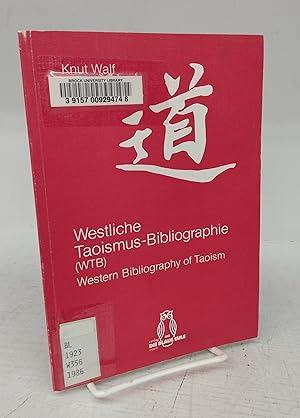 Knut Walf
BROCK UNIVERSITY LIBRARY
3 9157 00929474 8
道
Westliche
Taoismus-Bibliographie
(WTB)
Western Bibliography of Taoism
BL
1923
W356
1986
DIE BLAUE EULE